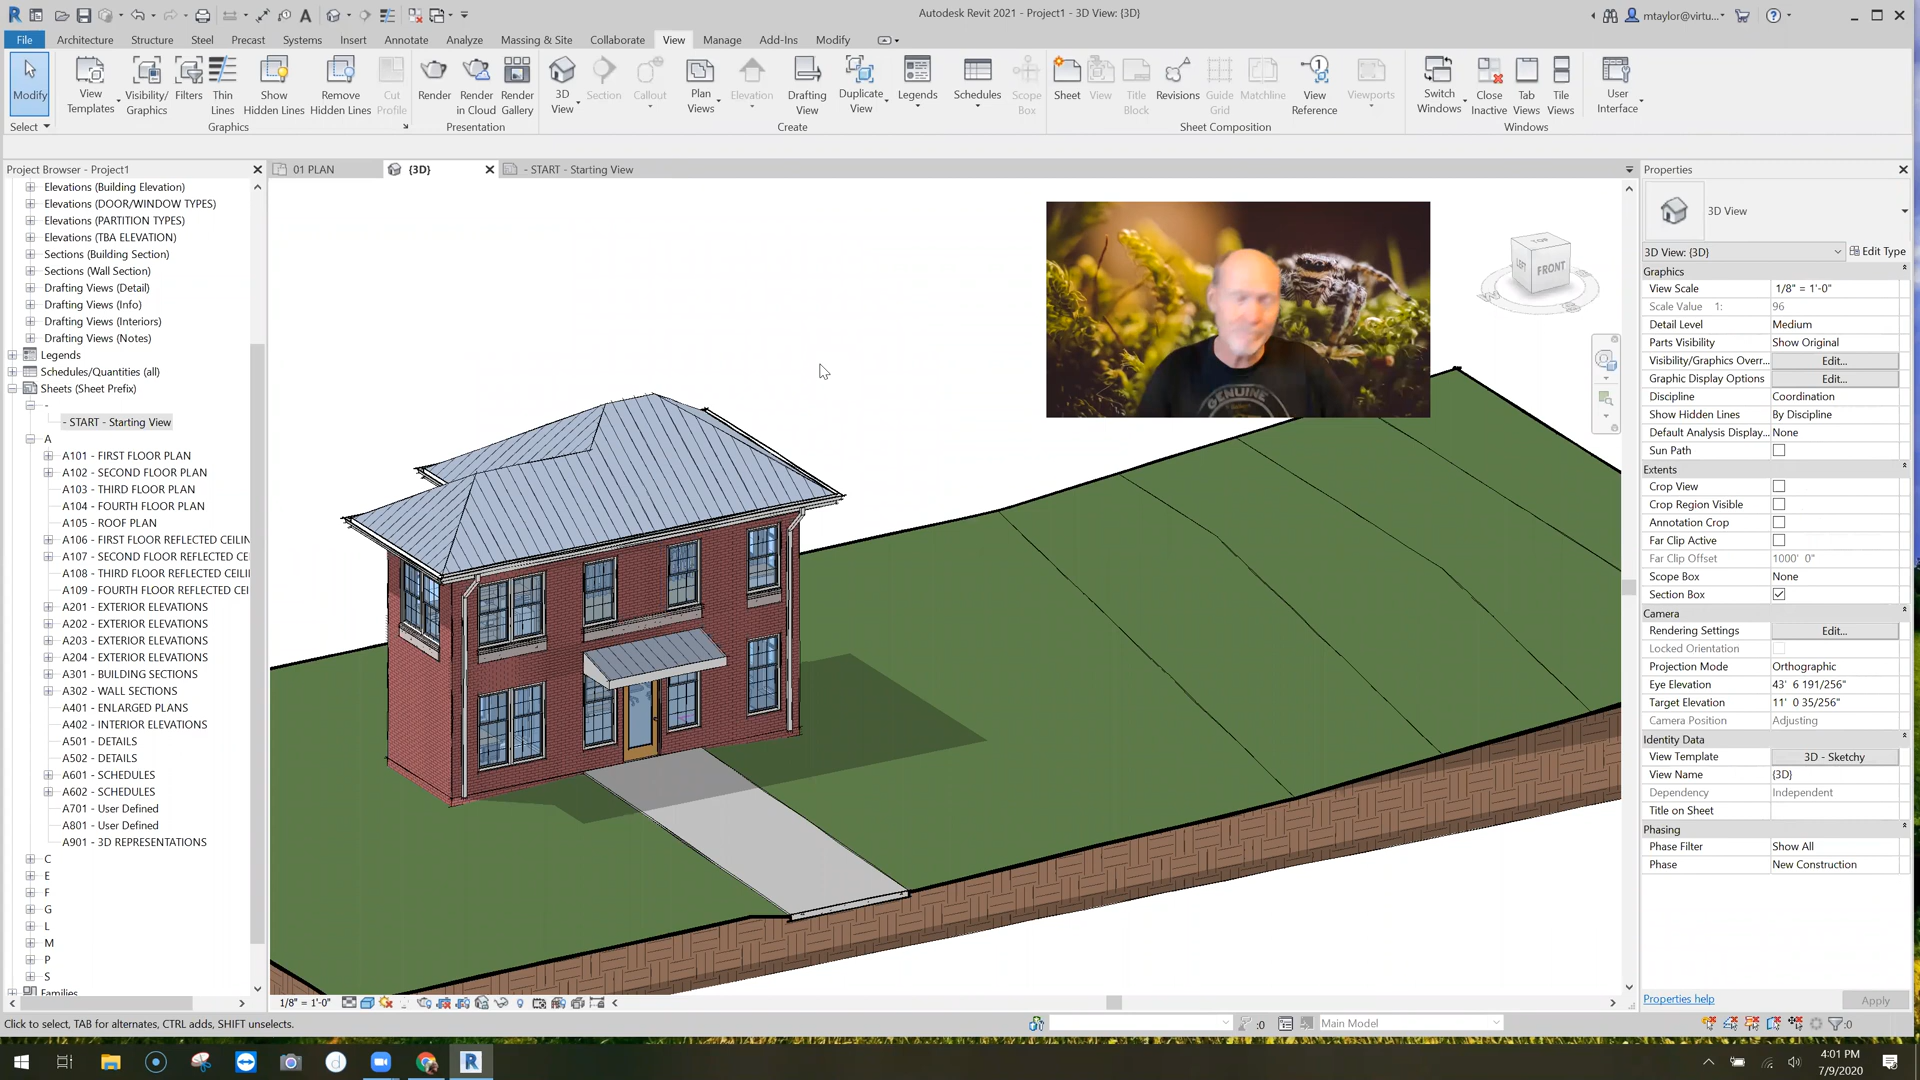 Autodesk Revit 2021 - Project1 - 3D View: {3D}
mtaylor@virtu...
File Architecture Structure Steel Precast Systems Insert Annotate Analyze Massing & Site Collaborate View Manage Add-Ins Modify
Modify
View Templates
Visibility/ Graphics
Filters
Thin Lines
Show Hidden Lines
Remove Hidden Lines
Cut Profile
Render
Render in Cloud
Render Gallery
3D View
Section
Callout
Plan Views
Elevation
Drafting View
Duplicate View
Legends
Schedules
Scope Box
Sheet
View
Title Block
Revisions
Guide Grid
Matchline
View Reference
Viewports
Switch Windows
Close Inactive
Tab Views
Tile Views
User Interface
Select Graphics Presentation Create Sheet Composition Windows
Project Browser - Project1
01 PLAN
{3D}
- START - Starting View
Elevations (Building Elevation)
Elevations (DOOR/WINDOW TYPES)
Elevations (PARTITION TYPES)
Elevations (TBA ELEVATION)
Sections (Building Section)
Sections (Wall Section)
Drafting Views (Detail)
Drafting Views (Info)
Drafting Views (Interiors)
Drafting Views (Notes)
Legends
Schedules/Quantities (all)
Sheets (Sheet Prefix)
-
- START - Starting View
A
A101 - FIRST FLOOR PLAN
A102 - SECOND FLOOR PLAN
A103 - THIRD FLOOR PLAN
A104 - FOURTH FLOOR PLAN
A105 - ROOF PLAN
A106 - FIRST FLOOR REFLECTED CEILIN
A107 - SECOND FLOOR REFLECTED CE
A108 - THIRD FLOOR REFLECTED CEILI
A109 - FOURTH FLOOR REFLECTED CEI
A201 - EXTERIOR ELEVATIONS
A202 - EXTERIOR ELEVATIONS
A203 - EXTERIOR ELEVATIONS
A204 - EXTERIOR ELEVATIONS
A301 - BUILDING SECTIONS
A302 - WALL SECTIONS
A401 - ENLARGED PLANS
A402 - INTERIOR ELEVATIONS
A501 - DETAILS
A502 - DETAILS
A601 - SCHEDULES
A602 - SCHEDULES
A701 - User Defined
A801 - User Defined
A901 - 3D REPRESENTATIONS
C
E
F
G
L
M
P
S
Families
GENUINE
TOP
LEFT
FRONT
Properties
3D View
3D View: {3D} Edit Type
Graphics
View Scale 1/8" = 1'-0"
Scale Value 1: 96
Detail Level Medium
Parts Visibility Show Original
Visibility/Graphics Overr... Edit...
Graphic Display Options Edit...
Discipline Coordination
Show Hidden Lines By Discipline
Default Analysis Display... None
Sun Path
Extents
Crop View
Crop Region Visible
Annotation Crop
Far Clip Active
Far Clip Offset 1000' 0"
Scope Box None
Section Box
Camera
Rendering Settings Edit...
Locked Orientation
Projection Mode Orthographic
Eye Elevation 43' 6 191/256"
Target Elevation 11' 0 35/256"
Camera Position Adjusting
Identity Data
View Template 3D - Sketchy
View Name {3D}
Dependency Independent
Title on Sheet
Phasing
Phase Filter Show All
Phase New Construction
Properties help Apply
1/8" = 1'-0"
Click to select, TAB for alternates, CTRL adds, SHIFT unselects.
:0
Main Model
:0
4:01 PM
7/9/2020